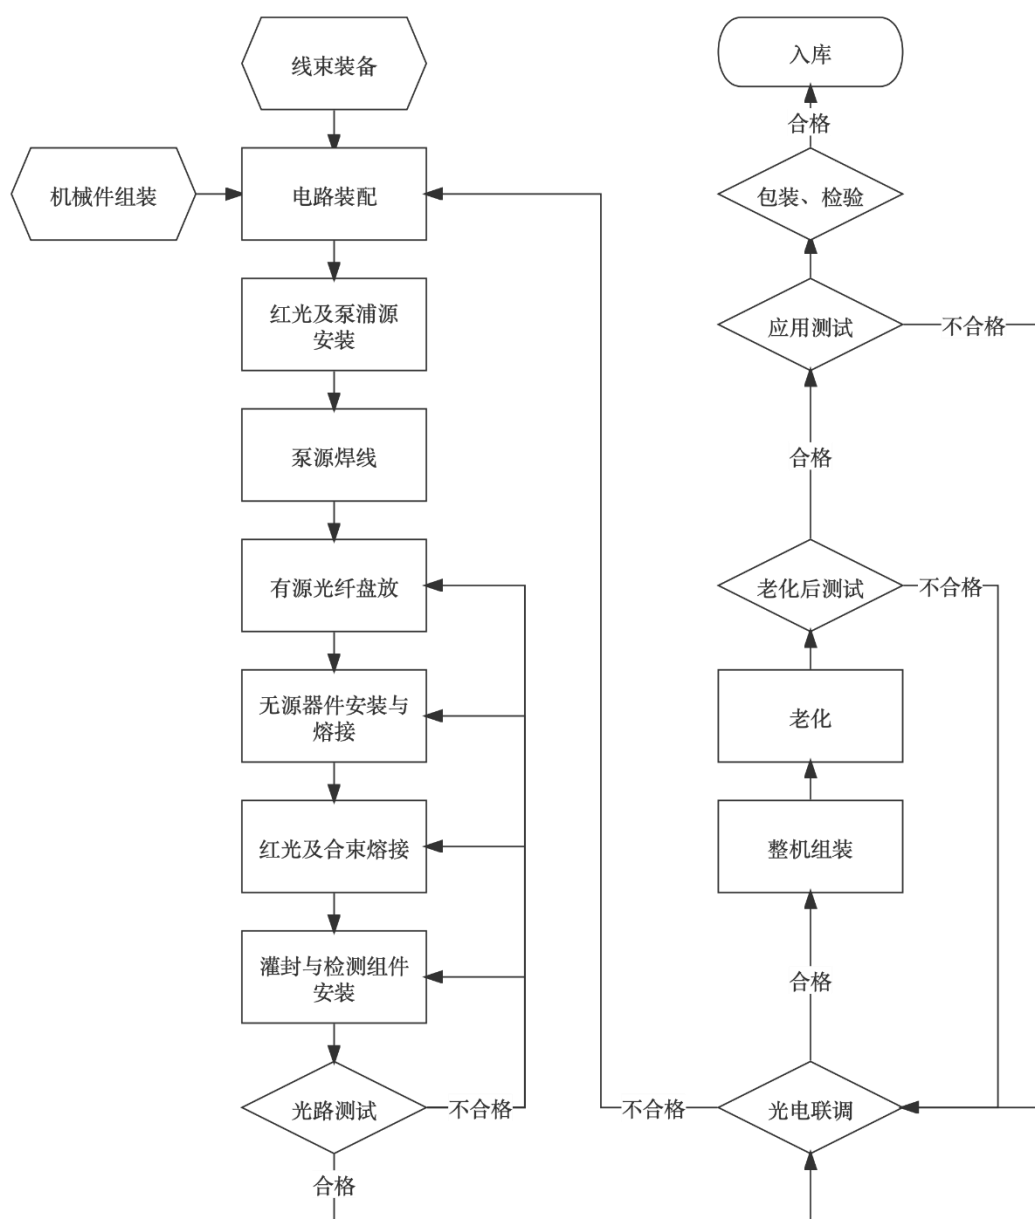 线束装备
机械件组装
电路装配
红光及泵浦源
安装
泵源焊线
有源光纤盘放
无源器件安装与
熔接
红光及合束熔接
灌封与检测组件
安装
光路测试
不合格
合格
入库
合格
包装、检验
应用测试
不合格
合格
老化后测试
不合格
老化
整机组装
合格
不合格
光电联调